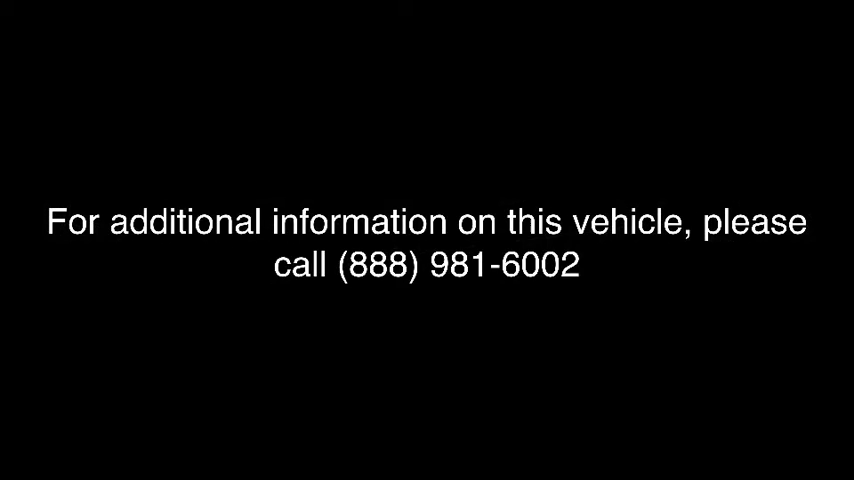 For additional information on this vehicle, please
call (888) 981-6002